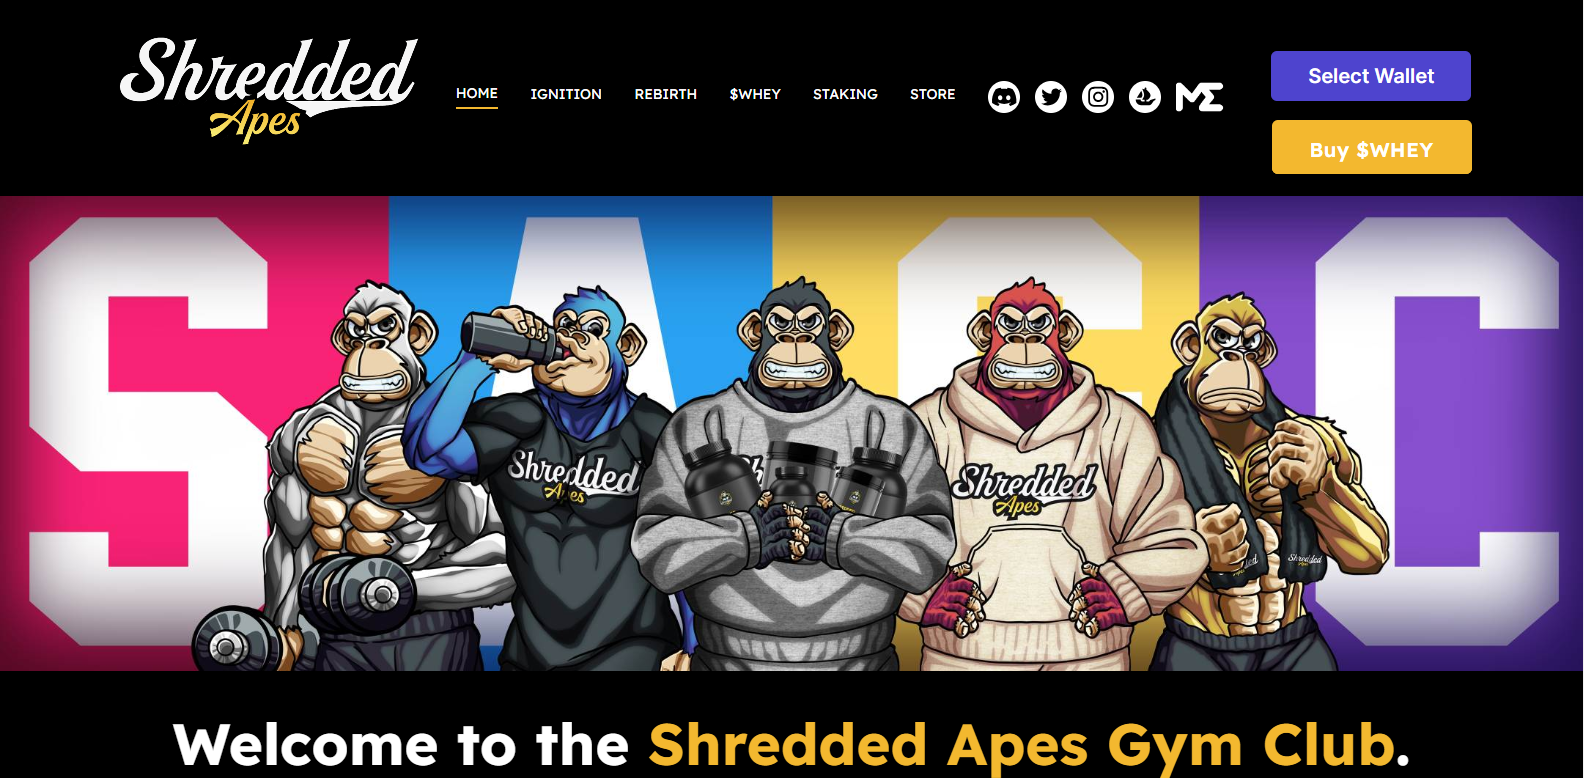 Shredded
Apes
HOME IGNITION REBIRTH $WHEY STAKING STORE
Select Wallet
Buy $WHEY
SAGC
Shredded
Apes
Shredded
Apes
Shredded
Welcome to the Shredded Apes Gym Club.